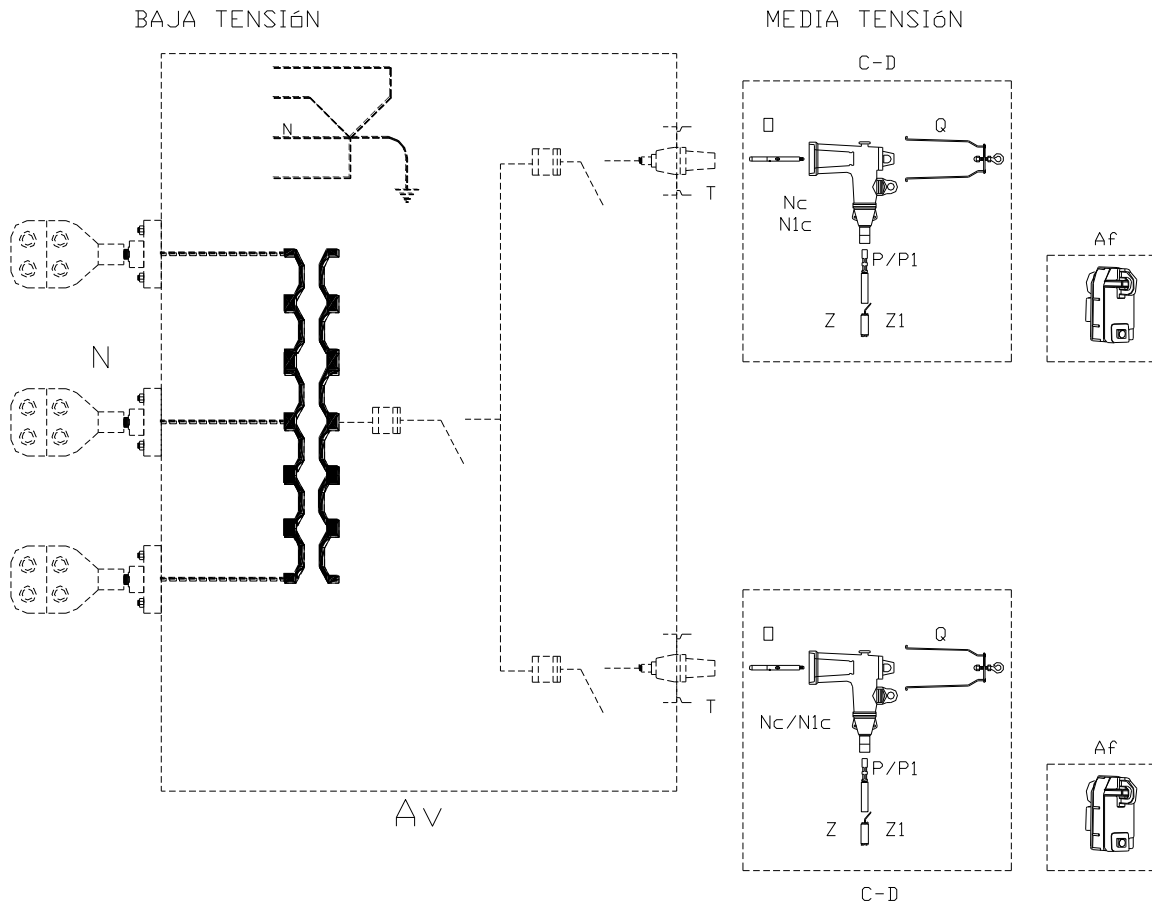 BAJA TENSIóN
MEDIA TENSIóN
C-D
N
Q
T
Nc
N1c
P/P1
Z
Z1
Af
N
Q
T
Nc/N1c
P/P1
Z
Z1
Af
Av
C-D